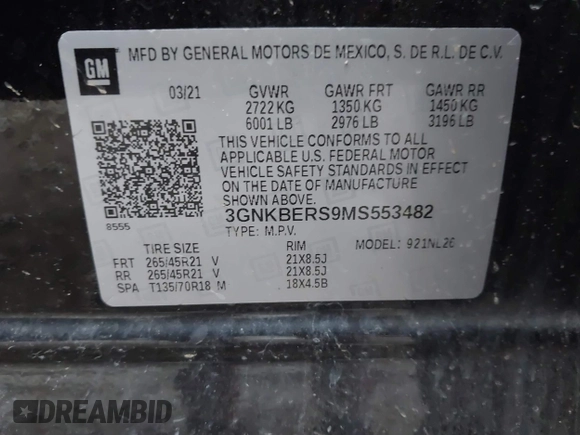 GM
MFD BY GENERAL MOTORS DE MEXICO, S. DE R.L. DE C.V.
03/21 GVWR GAWR FRT GAWR RR
2722 KG 1350 KG 1450 KG
6001 LB 2976 LB 3196 LB
THIS VEHICLE CONFORMS TO ALL
APPLICABLE U.S. FEDERAL MOTOR
VEHICLE SAFETY STANDARDS IN EFFECT
ON THE DATE OF MANUFACTURE
SHOWN ABOVE.
8555 3GNKBERS9MS553482
TYPE: M.P.V.
TIRE SIZE RIM MODEL: 921NL26
FRT 265/45R21 V 21X8.5J
RR 265/45R21 V 21X8.5J
SPA T135/70R18 M 18X4.5B
DREAMBID